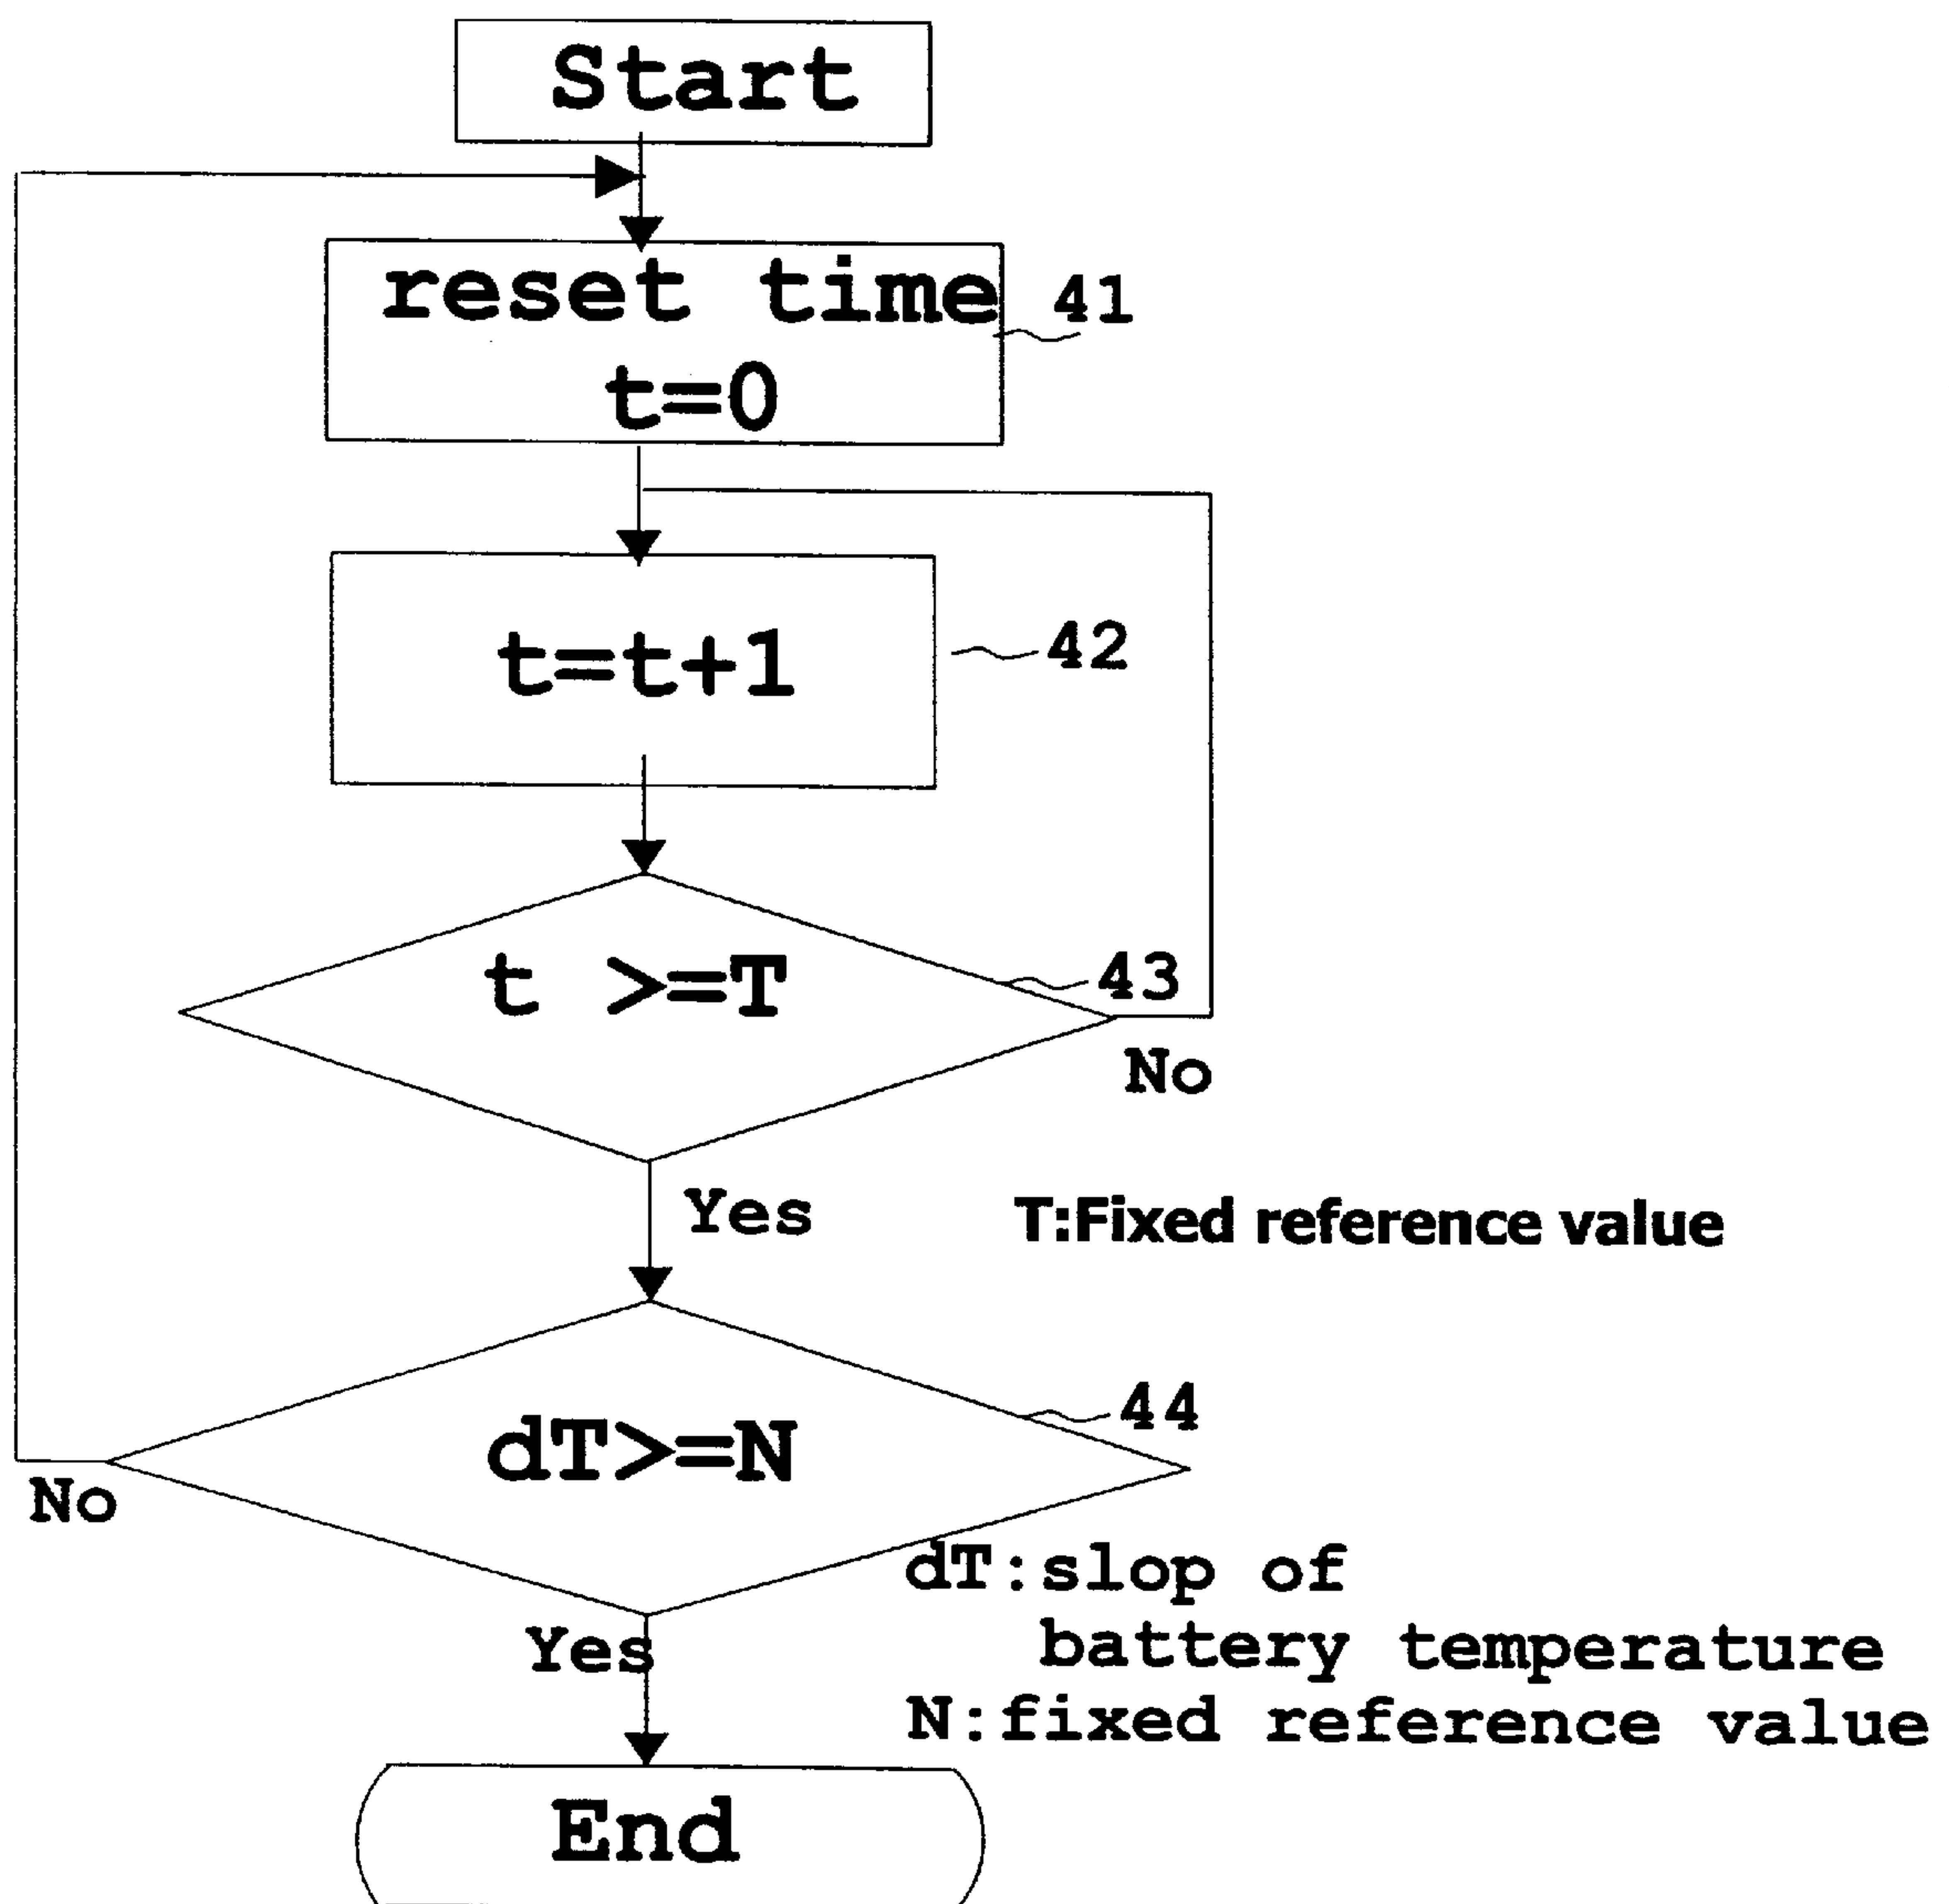 Start
reset time
41
t=0
t=t+1
42
t >=T
43
No
Yes
T:Fixed reference value
44
dT>=N
No
dT:slop of
battery temperature
Yes
N:fixed reference value
End